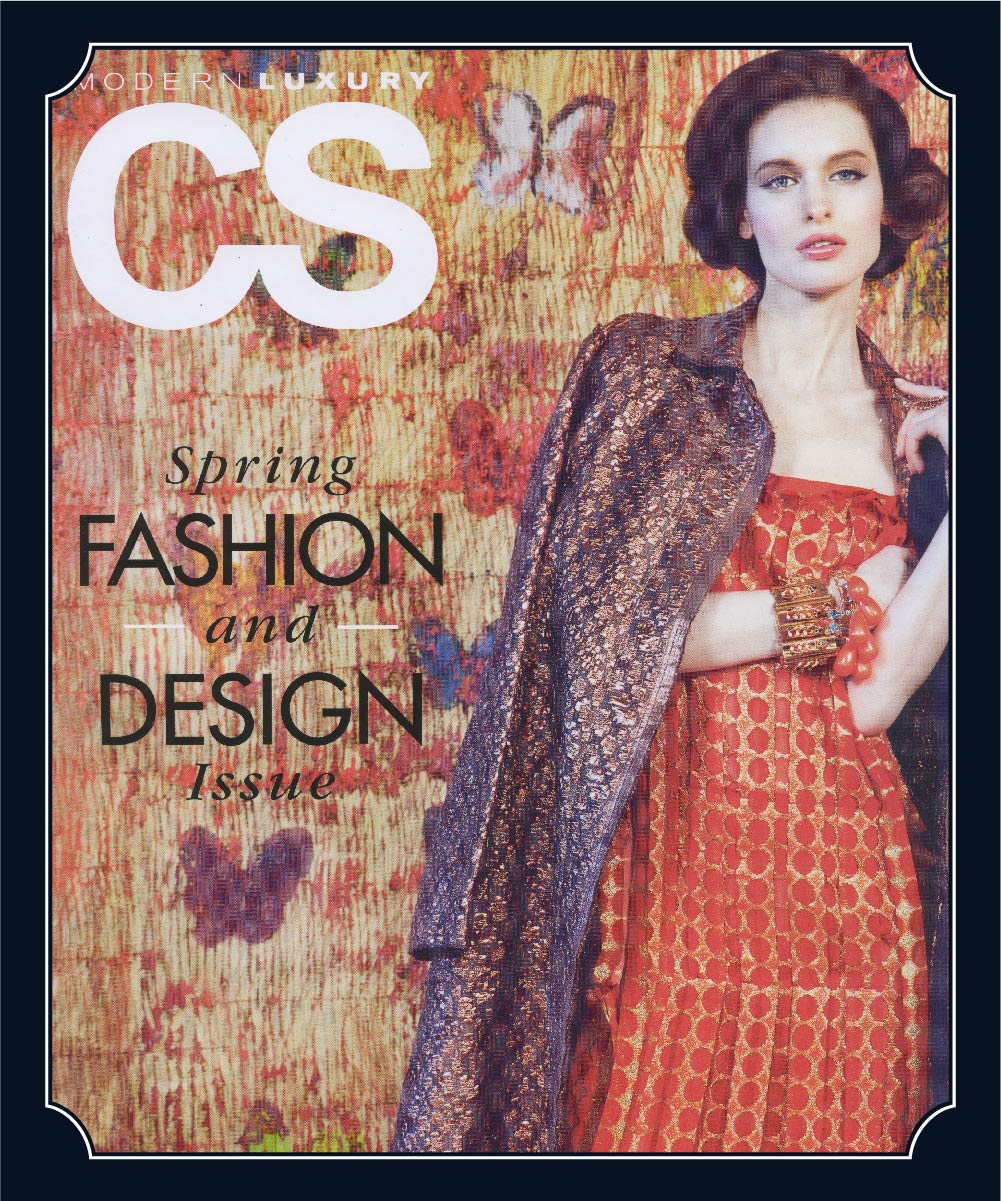 MODERN LUXURY
CS
Spring
FASHION
and
DESIGN
Issue